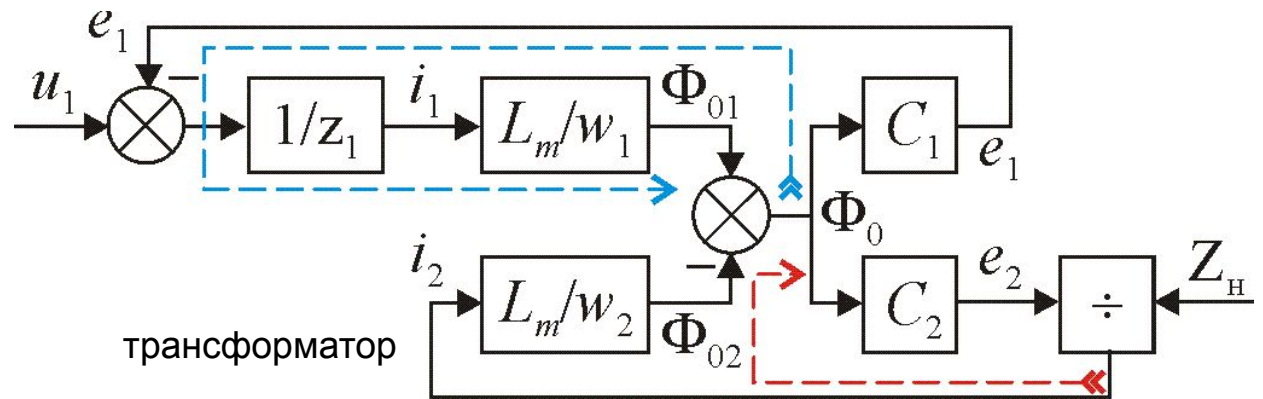 e₁
u₁ − 1/z₁ i₁ Lₘ/w₁ Φ₀₁ C₁ e₁
Φ₀
i₂ Lₘ/w₂ − Φ₀₂ C₂ e₂ ÷ Zн
трансформатор